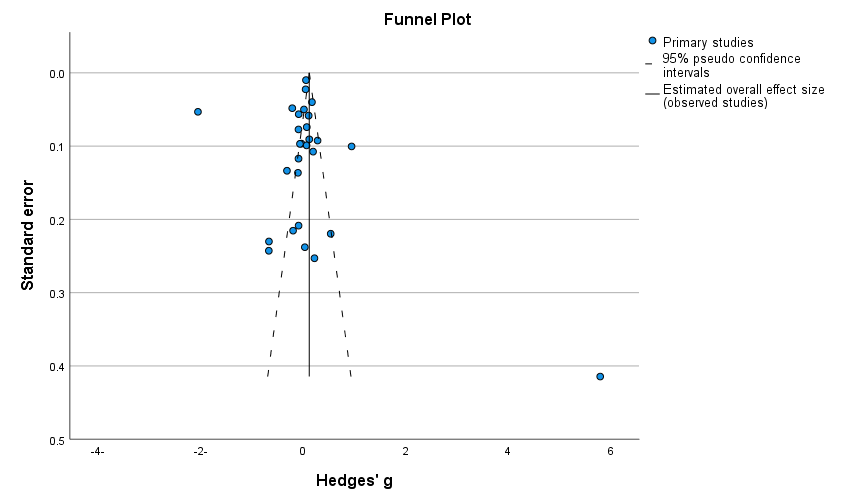 Funnel Plot
Primary studies
95% pseudo confidence
intervals
Estimated overall effect size
(observed studies)
Standard error
0.0
0.1
0.2
0.3
0.4
0.5
-4-
-2-
0
2
4
6
Hedges' g